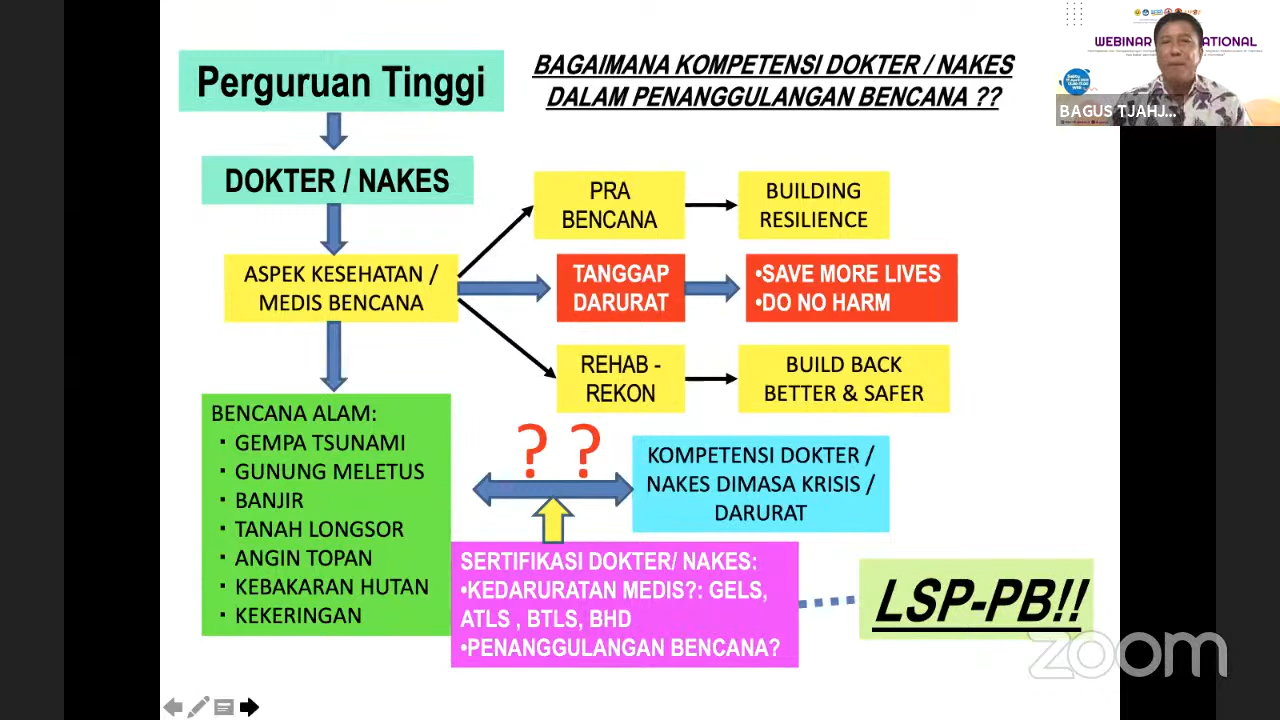 Perguruan Tinggi
BAGAIMANA KOMPETENSI DOKTER / NAKES
DALAM PENANGGULANGAN BENCANA ??
DOKTER / NAKES
ASPEK KESEHATAN /
MEDIS BENCANA
PRA
BENCANA
BUILDING
RESILIENCE
TANGGAP
DARURAT
•SAVE MORE LIVES
•DO NO HARM
REHAB -
REKON
BUILD BACK
BETTER & SAFER
BENCANA ALAM:
▪ GEMPA TSUNAMI
▪ GUNUNG MELETUS
▪ BANJIR
▪ TANAH LONGSOR
▪ ANGIN TOPAN
▪ KEBAKARAN HUTAN
▪ KEKERINGAN
? ?
KOMPETENSI DOKTER /
NAKES DIMASA KRISIS /
DARURAT
SERTIFIKASI DOKTER/ NAKES:
•KEDARURATAN MEDIS?: GELS,
ATLS , BTLS, BHD
•PENANGGULANGAN BENCANA?
LSP-PB!!
zoom
WEBINAR
BAGUS TJAHJ...